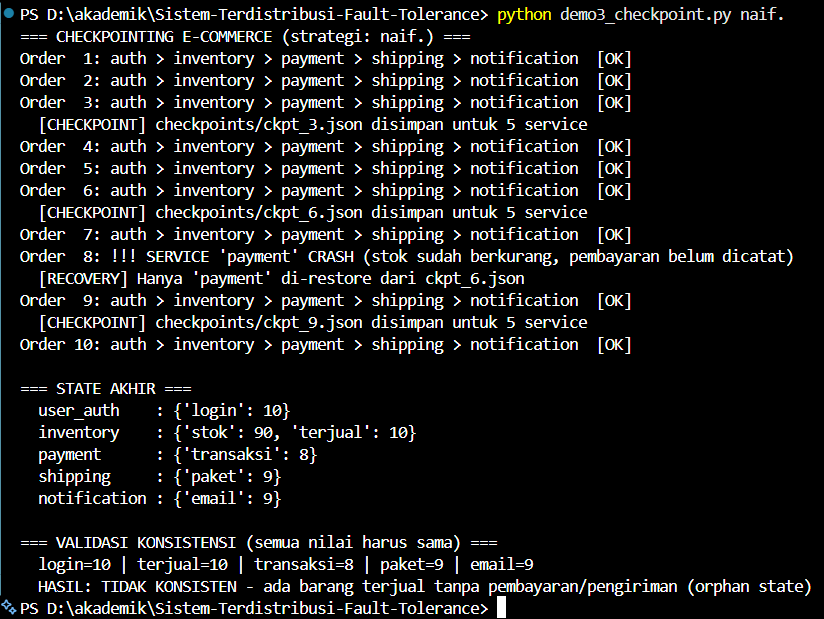 PS D:\akademik\Sistem-Terdistribusi-Fault-Tolerance> python demo3_checkpoint.py naif.
=== CHECKPOINTING E-COMMERCE (strategi: naif.) ===
Order  1: auth > inventory > payment > shipping > notification  [OK]
Order  2: auth > inventory > payment > shipping > notification  [OK]
Order  3: auth > inventory > payment > shipping > notification  [OK]
  [CHECKPOINT] checkpoints/ckpt_3.json disimpan untuk 5 service
Order  4: auth > inventory > payment > shipping > notification  [OK]
Order  5: auth > inventory > payment > shipping > notification  [OK]
Order  6: auth > inventory > payment > shipping > notification  [OK]
  [CHECKPOINT] checkpoints/ckpt_6.json disimpan untuk 5 service
Order  7: auth > inventory > payment > shipping > notification  [OK]
Order  8: !!! SERVICE 'payment' CRASH (stok sudah berkurang, pembayaran belum dicatat)
  [RECOVERY] Hanya 'payment' di-restore dari ckpt_6.json
Order  9: auth > inventory > payment > shipping > notification  [OK]
  [CHECKPOINT] checkpoints/ckpt_9.json disimpan untuk 5 service
Order 10: auth > inventory > payment > shipping > notification  [OK]

=== STATE AKHIR ===
  user_auth    : {'login': 10}
  inventory    : {'stok': 90, 'terjual': 10}
  payment      : {'transaksi': 8}
  shipping     : {'paket': 9}
  notification : {'email': 9}

=== VALIDASI KONSISTENSI (semua nilai harus sama) ===
  login=10 | terjual=10 | transaksi=8 | paket=9 | email=9
  HASIL: TIDAK KONSISTEN - ada barang terjual tanpa pembayaran/pengiriman (orphan state)
PS D:\akademik\Sistem-Terdistribusi-Fault-Tolerance>